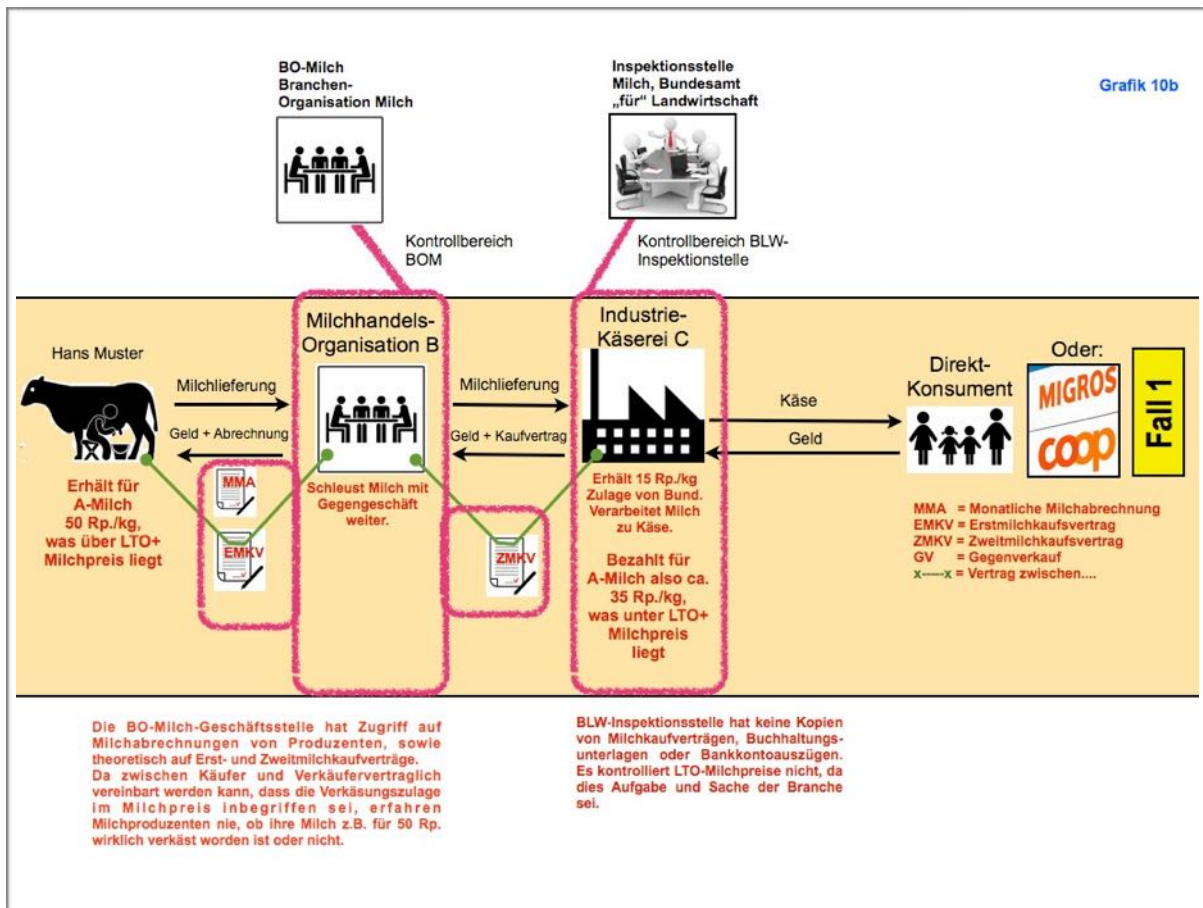 BO-Milch
Branchen-
Organisation Milch
Inspektionsstelle
Milch, Bundesamt
„für“ Landwirtschaft
Grafik 10b
Kontrollbereich
BOM
Kontrollbereich BLW-
Inspektionstelle
Hans Muster
Milchlieferung
Geld + Abrechnung
Erhält für
A-Milch
50 Rp./kg,
was über LTO+
Milchpreis liegt
MMA
EMKV
Milchhandels-
Organisation B
Schleust Milch mit
Gegengeschäft
weiter.
Milchlieferung
Geld + Kaufvertrag
ZMKV
Industrie-
Käserei C
Erhält 15 Rp./kg
Zulage von Bund.
Verarbeitet Milch
zu Käse.
Bezahlt für
A-Milch also ca.
35 Rp./kg,
was unter LTO+
Milchpreis
liegt
Käse
Geld
Direkt-
Konsument
Oder:
MIGROS
coop
Fall 1
MMA = Monatliche Milchabrechnung
EMKV = Erstmilchkaufsvertrag
ZMKV = Zweitmilchkaufsvertrag
GV = Gegenverkauf
x-----x = Vertrag zwischen....
Die BO-Milch-Geschäftsstelle hat Zugriff auf
Milchabrechnungen von Produzenten, sowie
theoretisch auf Erst- und Zweitmilchkaufverträge.
Da zwischen Käufer und Verkäufervertraglich
vereinbart werden kann, dass die Verkäsungszulage
im Milchpreis inbegriffen sei, erfahren
Milchproduzenten nie, ob ihre Milch z.B. für 50 Rp.
wirklich verkäst worden ist oder nicht.
BLW-Inspektionsstelle hat keine Kopien
von Milchkaufverträgen, Buchhaltungs-
unterlagen oder Bankkontoauszügen.
Es kontrolliert LTO-Milchpreise nicht, da
dies Aufgabe und Sache der Branche
sei.